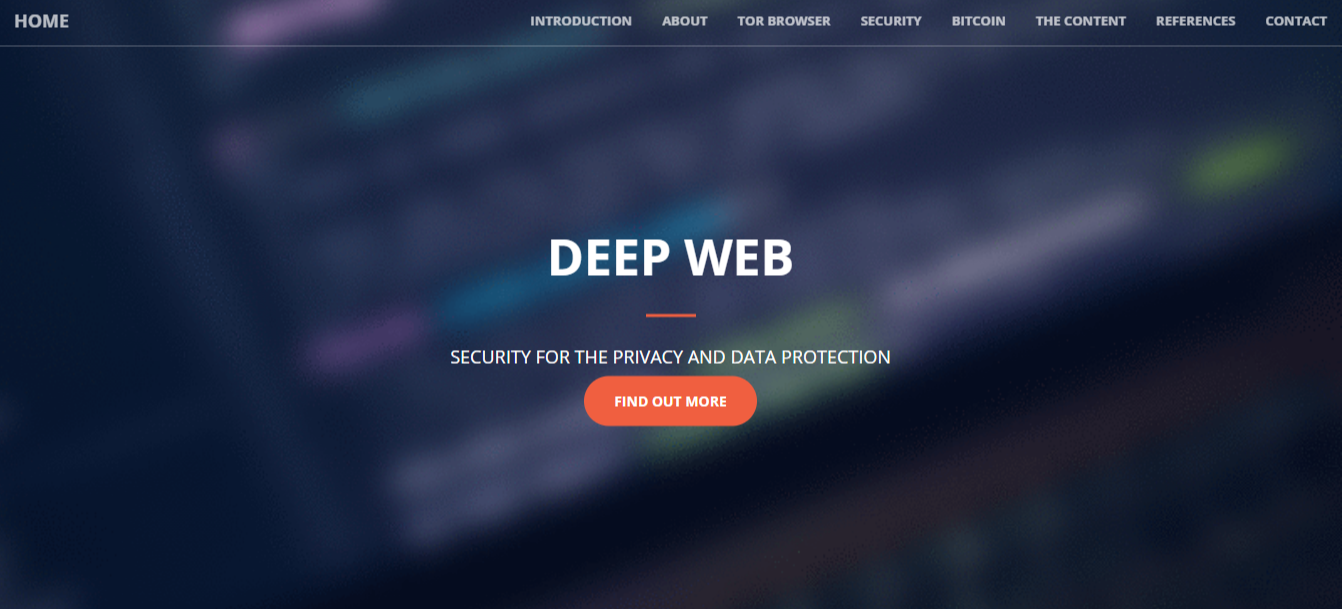 HOME INTRODUCTION ABOUT TOR BROWSER SECURITY BITCOIN THE CONTENT REFERENCES CONTACT
DEEP WEB
SECURITY FOR THE PRIVACY AND DATA PROTECTION
FIND OUT MORE